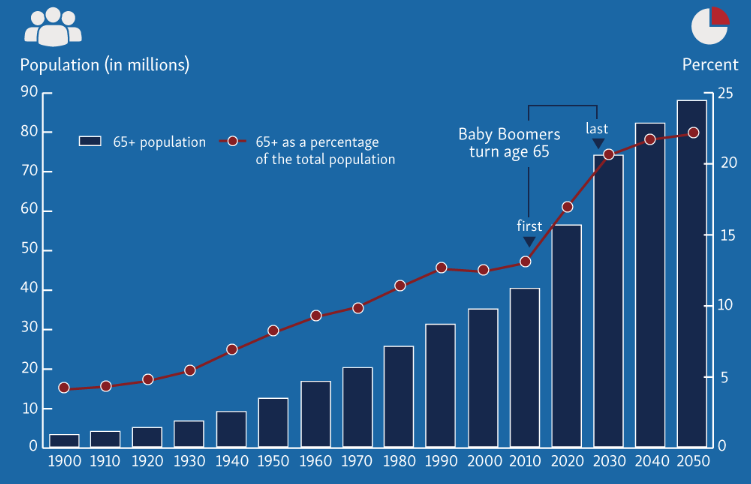 Population (in millions)
Percent
90
80
70
60
50
40
30
20
10
0
65+ population
65+ as a percentage
of the total population
Baby Boomers
turn age 65
last
first
25
20
15
10
5
0
1900 1910 1920 1930 1940 1950 1960 1970 1980 1990 2000 2010 2020 2030 2040 2050